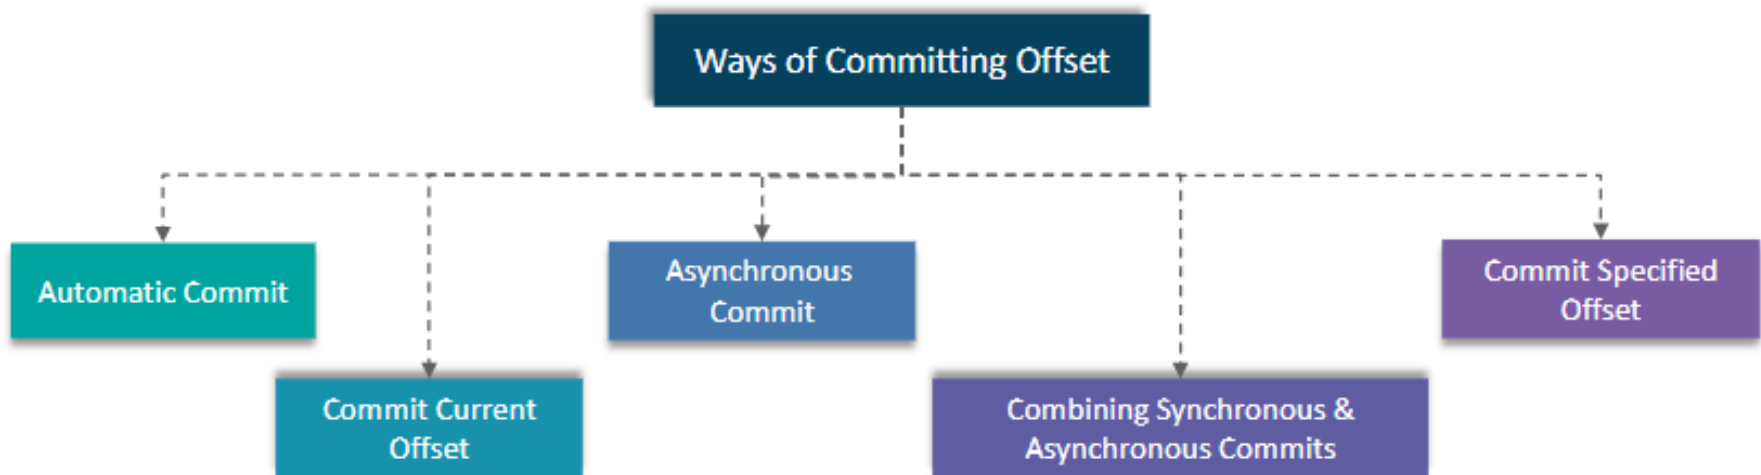 Ways of Committing Offset
Automatic Commit
Asynchronous
Commit
Commit Specified
Offset
Commit Current
Offset
Combining Synchronous &
Asynchronous Commits